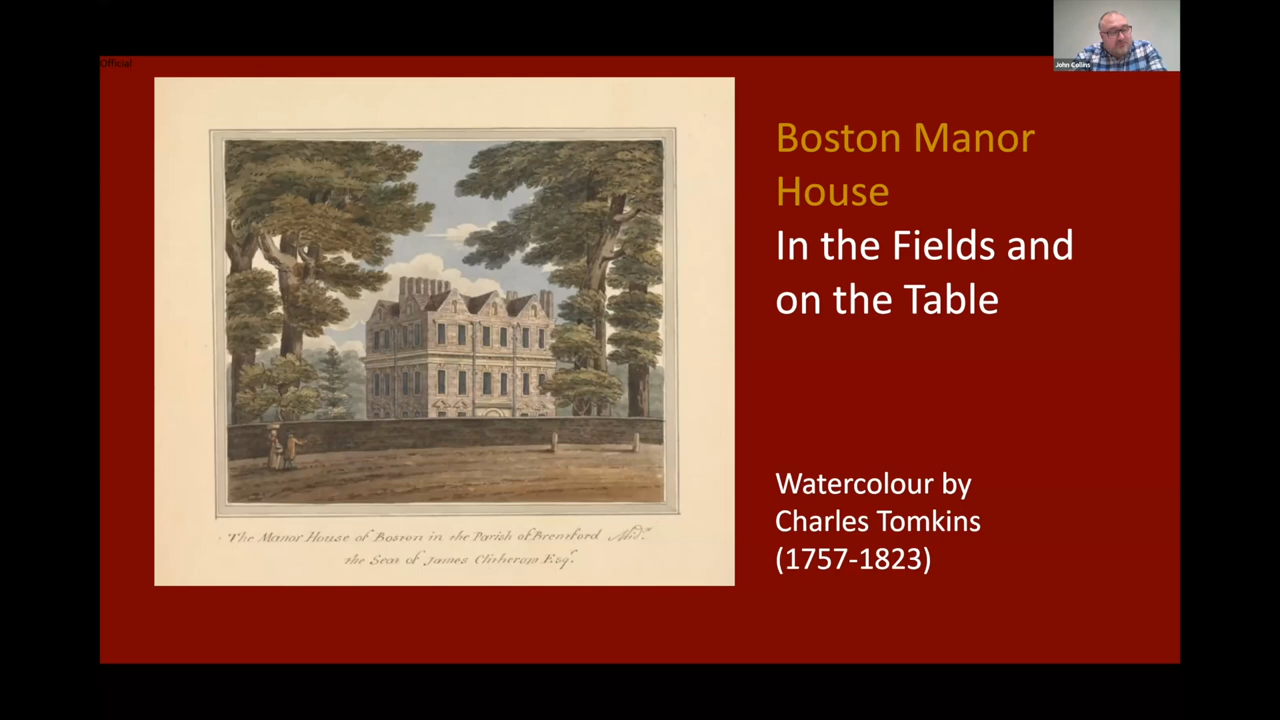 Official
John Collins
Boston Manor
House
In the Fields and
on the Table
Watercolour by
Charles Tomkins
(1757-1823)
The Manor House of Boston in the Parish of Brentford Midx.
the Seat of James Clitherow Esqr.